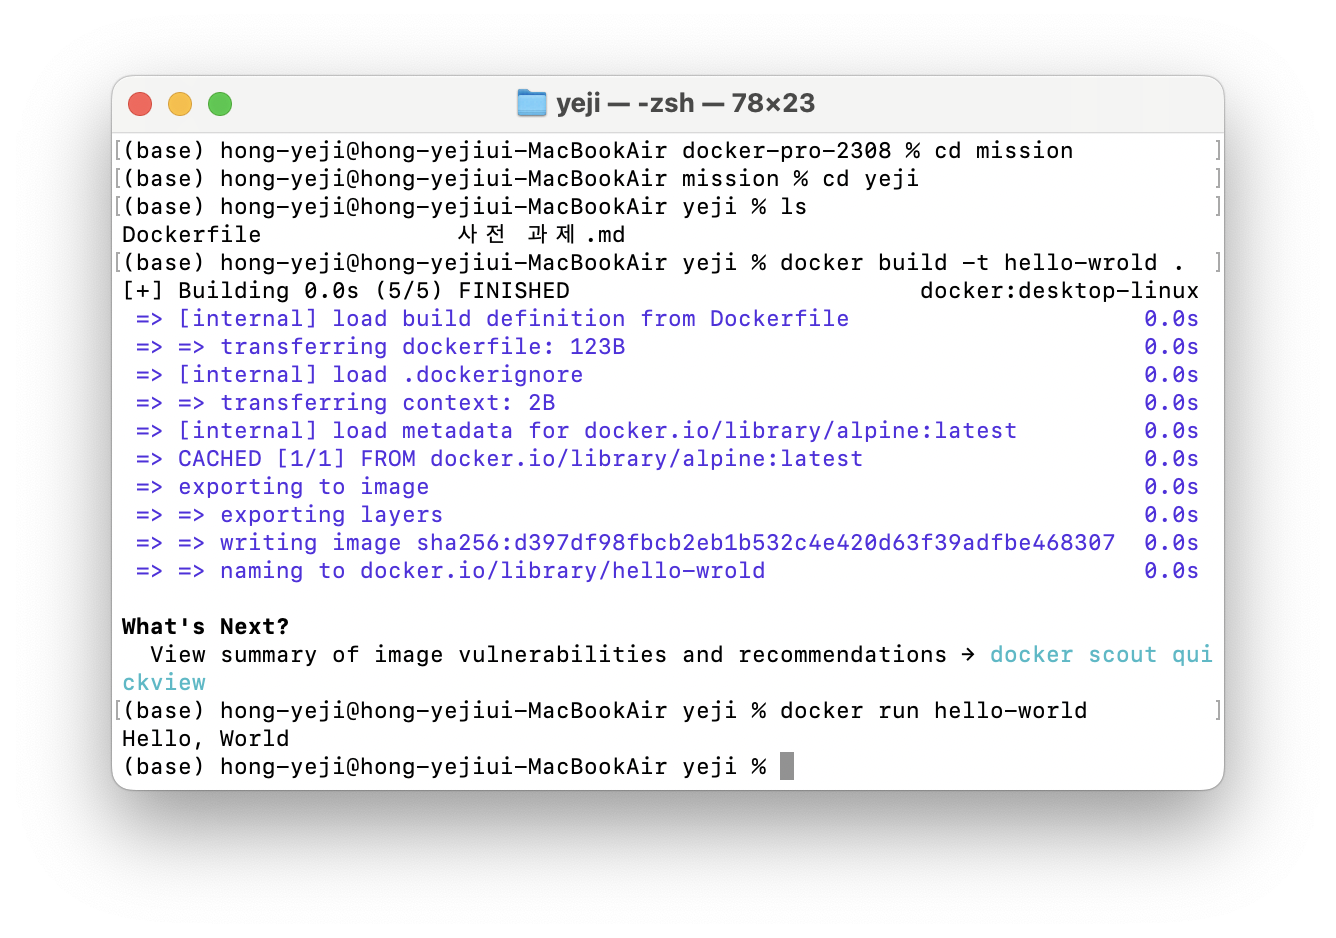 yeji — -zsh — 78×23
[(base) hong-yeji@hong-yejiui-MacBookAir docker-pro-2308 % cd mission ]
[(base) hong-yeji@hong-yejiui-MacBookAir mission % cd yeji ]
[(base) hong-yeji@hong-yejiui-MacBookAir yeji % ls ]
Dockerfile 사전 과제.md
[(base) hong-yeji@hong-yejiui-MacBookAir yeji % docker build -t hello-wrold . ]
[+] Building 0.0s (5/5) FINISHED docker:desktop-linux
=> [internal] load build definition from Dockerfile 0.0s
=> => transferring dockerfile: 123B 0.0s
=> [internal] load .dockerignore 0.0s
=> => transferring context: 2B 0.0s
=> [internal] load metadata for docker.io/library/alpine:latest 0.0s
=> CACHED [1/1] FROM docker.io/library/alpine:latest 0.0s
=> exporting to image 0.0s
=> => exporting layers 0.0s
=> => writing image sha256:d397df98fbcb2eb1b532c4e420d63f39adfbe468307 0.0s
=> => naming to docker.io/library/hello-wrold 0.0s
What's Next?
View summary of image vulnerabilities and recommendations → docker scout qui
ckview
[(base) hong-yeji@hong-yejiui-MacBookAir yeji % docker run hello-world ]
Hello, World
(base) hong-yeji@hong-yejiui-MacBookAir yeji %